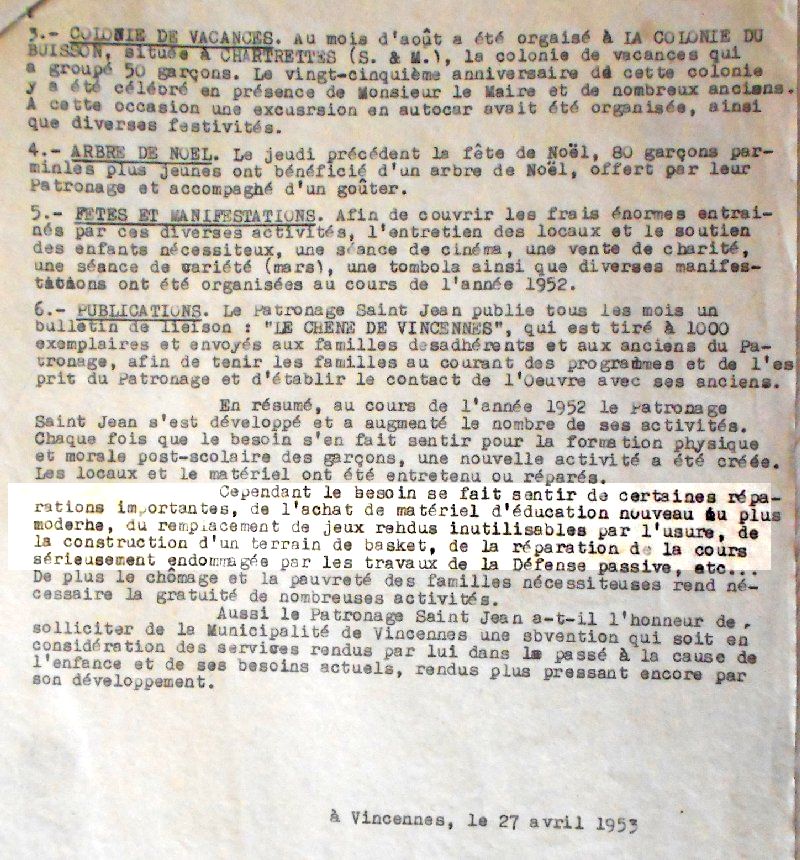 3.- COLONIE DE VACANCES. Au mois d'août a été orgaisé à LA COLONIE DU
BUISSON, située à CHARTRETTES (S. & M.), la colonie de vacances qui
a groupé 50 garçons. Le vingt-cinquième anniversaire de cette colonie
y a été célébré en présence de Monsieur le Maire et de nombreux anciens.
A cette occasion une excusrsion en autocar avait été organisée, ainsi
que diverses festivités.
4.- ARBRE DE NOEL. Le jeudi précédent la fête de Noël, 80 garçons par-
minles plus jeunes ont bénéficié d'un arbre de Noël, offert par leur
Patronage et accompaghé d'un goûter.
5.- FETES ET MANIFESTATIONS. Afin de couvrir les frais énormes entrai-
nés par ces diverses activités, l'entretien des locaux et le soutien
des enfants nécessiteux, une séance de cinéma, une vente de charité,
une séance de variété (mars), une tombola ainsi que diverses manifes-
tations ont été organisées au cours de l'année 1952.
6.- PUBLICATIONS. Le Patronage Saint Jean publie tous les mois un
bulletin de lieison : "LE CHENE DE VINCENNES", qui est tiré à 1000
exemplaires et envoyés aux familles desadhérents et aux anciens du Pa-
tronage, afin de tenir les familles au courant des programmes et de l'es
prit du Patronage et d'établir le contact de l'Oeuvre avec ses anciens.
En résumé, au cours de l'année 1952 le Patronage
Saint Jean s'est développé et a augmenté le nombre de ses activités.
Chaque fois que le besoin s'en fait sentir pour la formation physique
et morale post-scolaire des garçons, une nouvelle activité a été créée.
Les locaux et le matériel ont été entretenu ou réparés.
Cependant le besoin se fait sentir de certaines répa-
rations importantes, de l'achat de matériel d'éducation nouveau ou plus
moderhe, du remplacement de jeux rehdus inutilisables par l'usure, de
la construction d'un terrain de basket, de la réparation de la cours
sérieusement endommagée par les travaux de la Défense passive, etc...
De plus le chômage et la pauvreté des familles nécessiteuses rend né-
cessaire la gratuité de nombreuses activités.
Aussi le Patronage Saint Jean a-t-il l'honneur de
solliciter de la Municipalité de Vincennes une sbvention qui soit en
considération des services rendus par lui dans le passé à la cause de
l'enfance et de ses besoins actuels, rendus plus pressant encore par
son développement.
à Vincennes, le 27 avril 1953